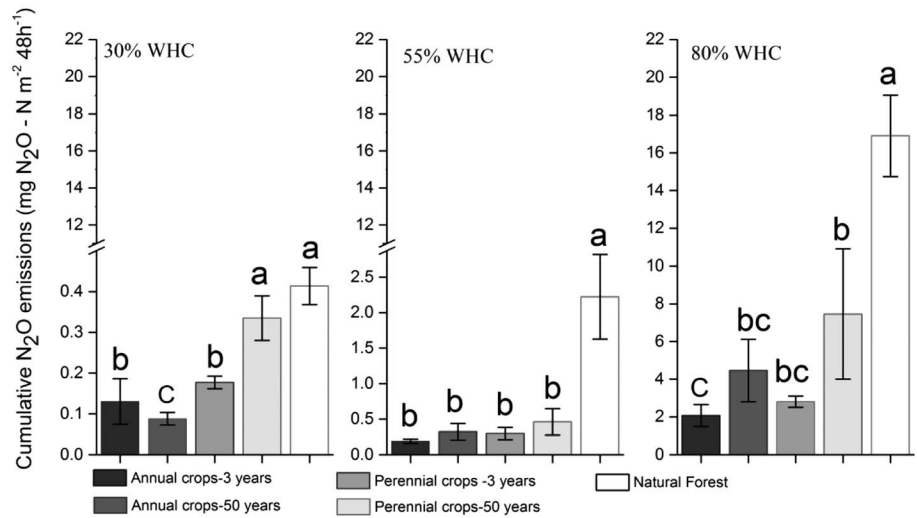 Cumulative N₂O emissions (mg N₂O - N m⁻² 48h⁻¹)
30% WHC
22
20
18
16
14
12
0.4
0.3
0.2
0.1
0.0
b
c
b
a
a
55% WHC
22
20
18
16
14
12
2.5
2.0
1.5
1.0
0.5
0.0
b
b
b
b
a
80% WHC
22
20
18
16
14
12
10
8
6
4
2
0
c
bc
bc
b
a
Annual crops-3 years
Perennial crops -3 years
Natural Forest
Annual crops-50 years
Perennial crops-50 years